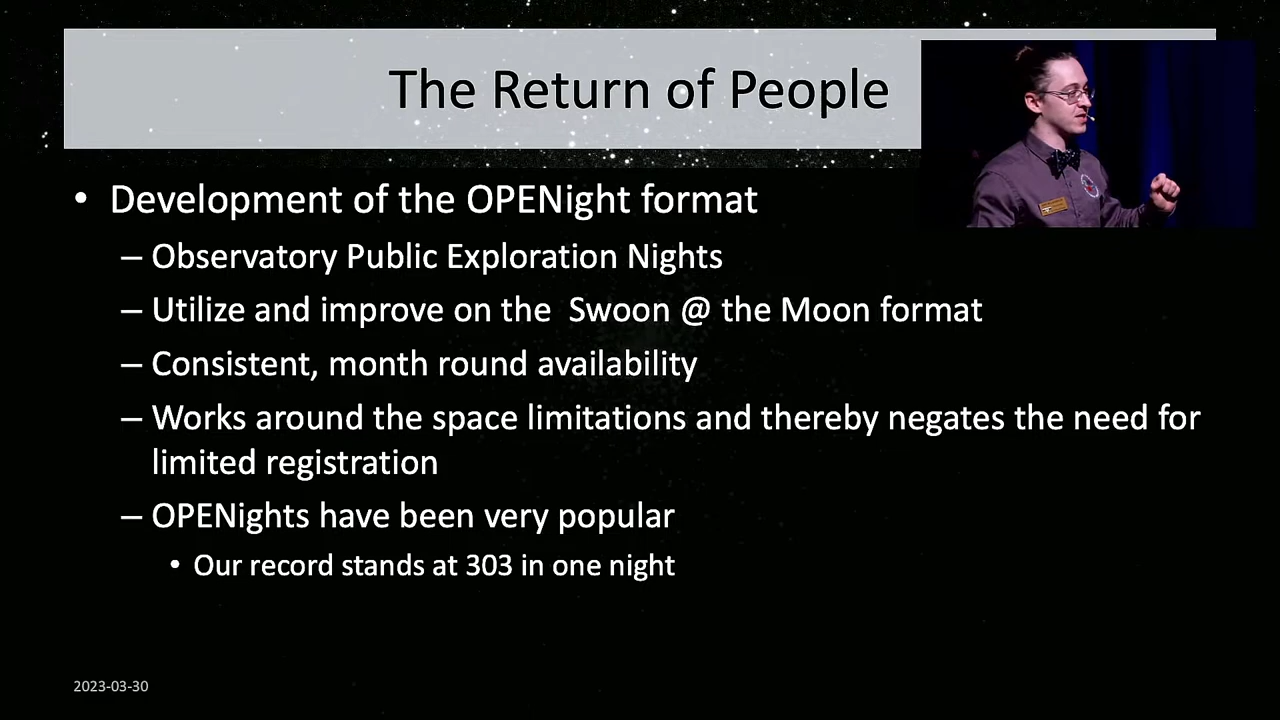 The Return of People
• Development of the OPENight format
– Observatory Public Exploration Nights
– Utilize and improve on the  Swoon @ the Moon format
– Consistent, month round availability
– Works around the space limitations and thereby negates the need for
limited registration
– OPENights have been very popular
• Our record stands at 303 in one night
2023-03-30